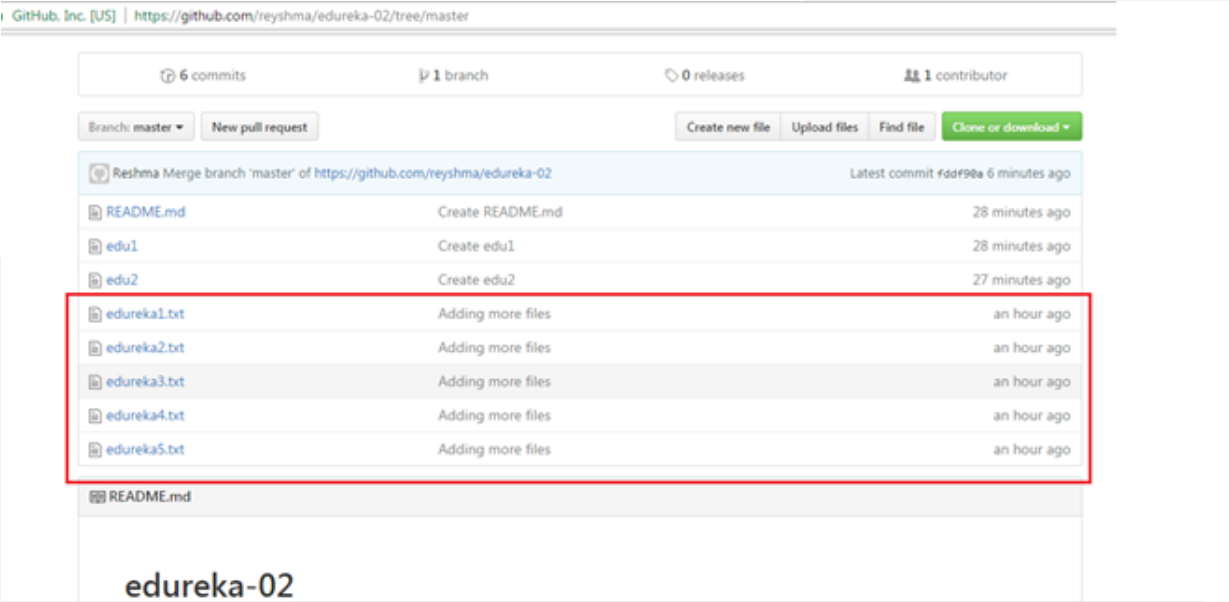 GitHub, Inc. [US] | https://github.com/reyshma/edureka-02/tree/master
6 commits 1 branch 0 releases 1 contributor
Branch: master New pull request Create new file Upload files Find file Clone or download
Reshma Merge branch 'master' of https://github.com/reyshma/edureka-02 Latest commit fddf90a 6 minutes ago
README.md Create README.md 28 minutes ago
edu1 Create edu1 28 minutes ago
edu2 Create edu2 27 minutes ago
edureka1.txt Adding more files an hour ago
edureka2.txt Adding more files an hour ago
edureka3.txt Adding more files an hour ago
edureka4.txt Adding more files an hour ago
edureka5.txt Adding more files an hour ago
README.md
edureka-02